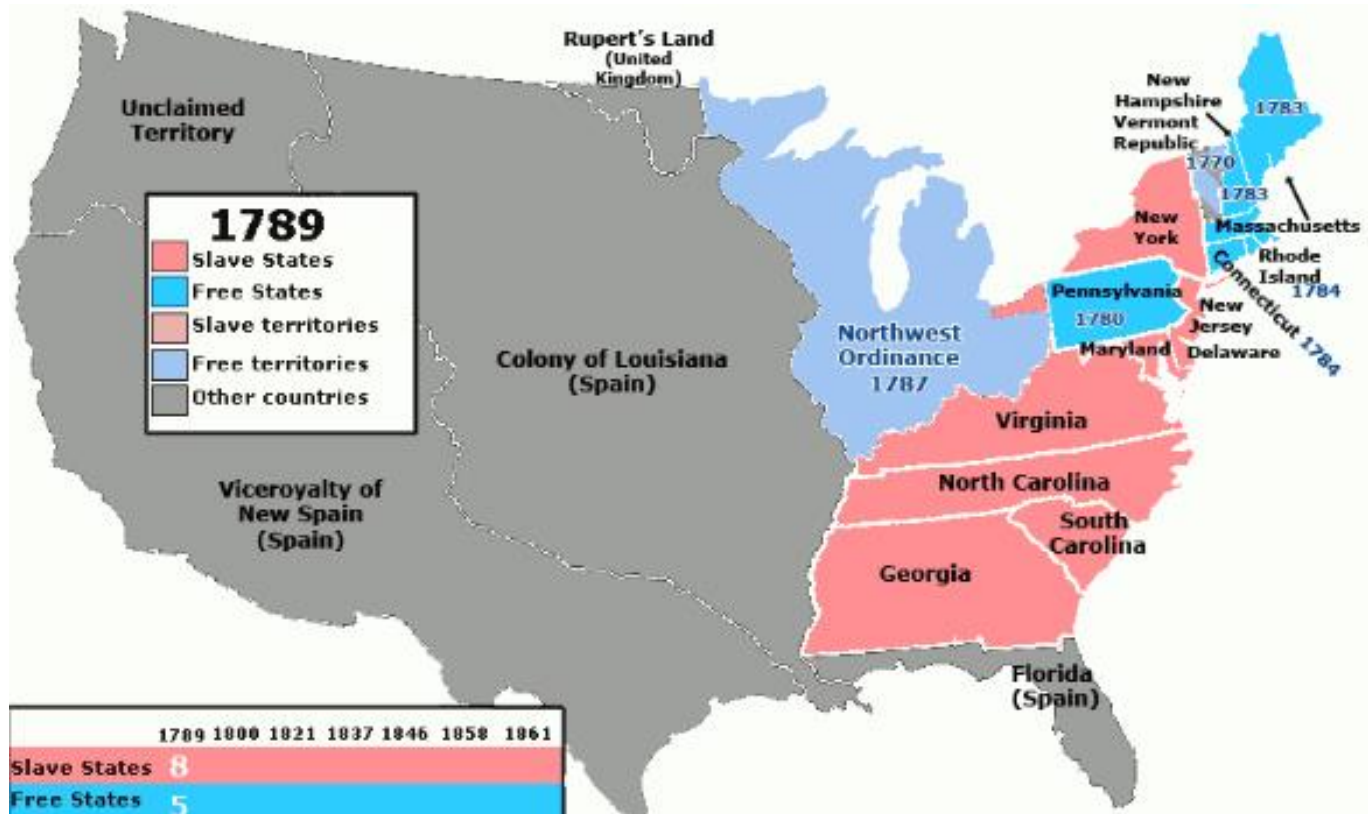 Rupert's Land
(United
Kingdom)
New
Hampshire
Vermont
Republic
1783
1770
1783
Unclaimed
Territory
1789
Slave States
Free States
Slave territories
Free territories
Other countries
New
York
Massachusetts
Rhode
Island
1784
Connecticut 1784
Pennsylvania
1780
New
Jersey
Maryland
Delaware
Northwest
Ordinance
1787
Colony of Louisiana
(Spain)
Virginia
North Carolina
South
Carolina
Georgia
Viceroyalty of
New Spain
(Spain)
Florida
(Spain)
1789 1800 1821 1837 1846 1858 1861
Slave States 8
Free States 5